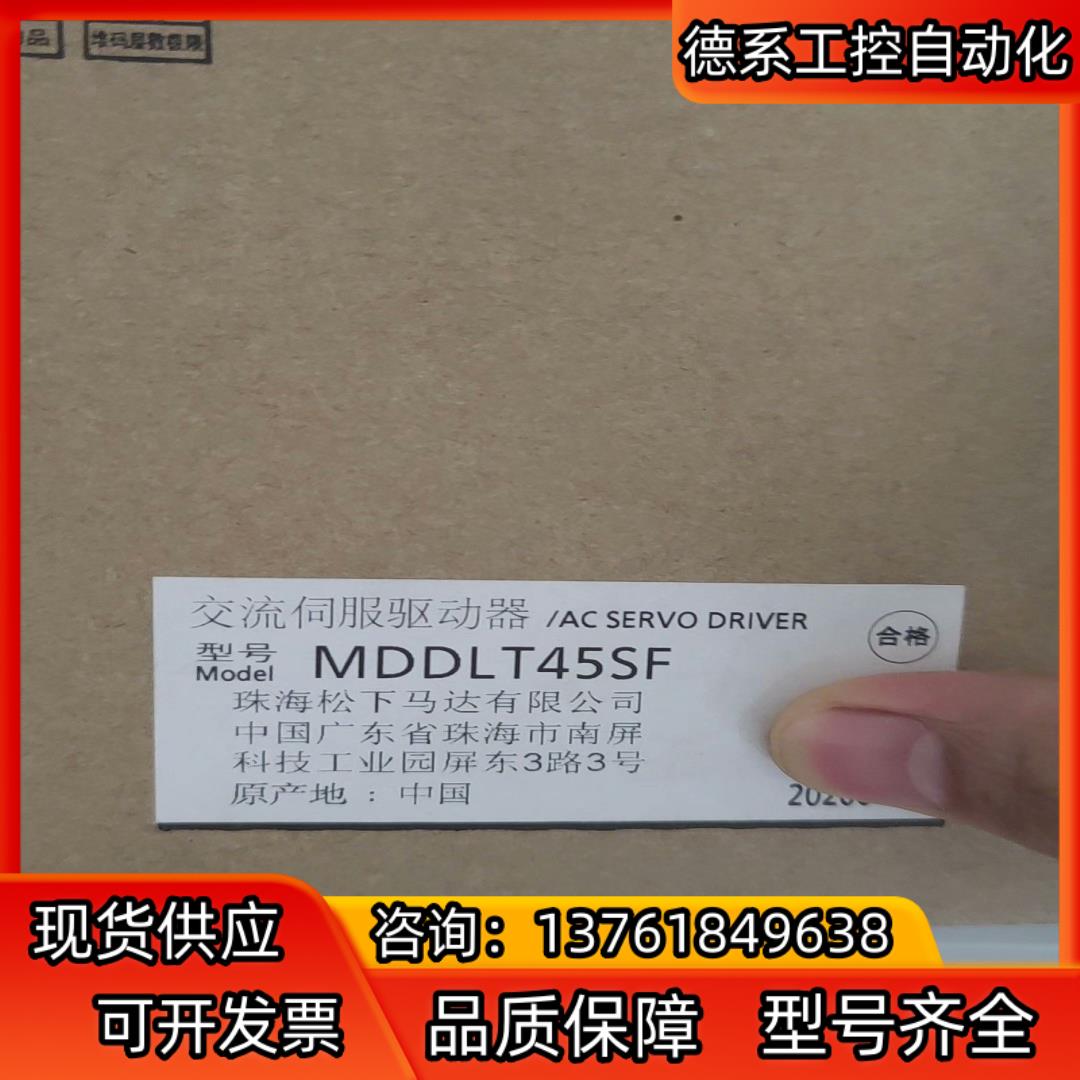 德系工控自动化
品
交流伺服驱动器 /AC SERVO DRIVER
合格
型号
Model MDDLT45SF
珠海松下马达有限公司
中国广东省珠海市南屏
科技工业园屏东3路3号
原产地：中国
2020
现货供应
咨询：13761849638
可开发票
品质保障
型号齐全